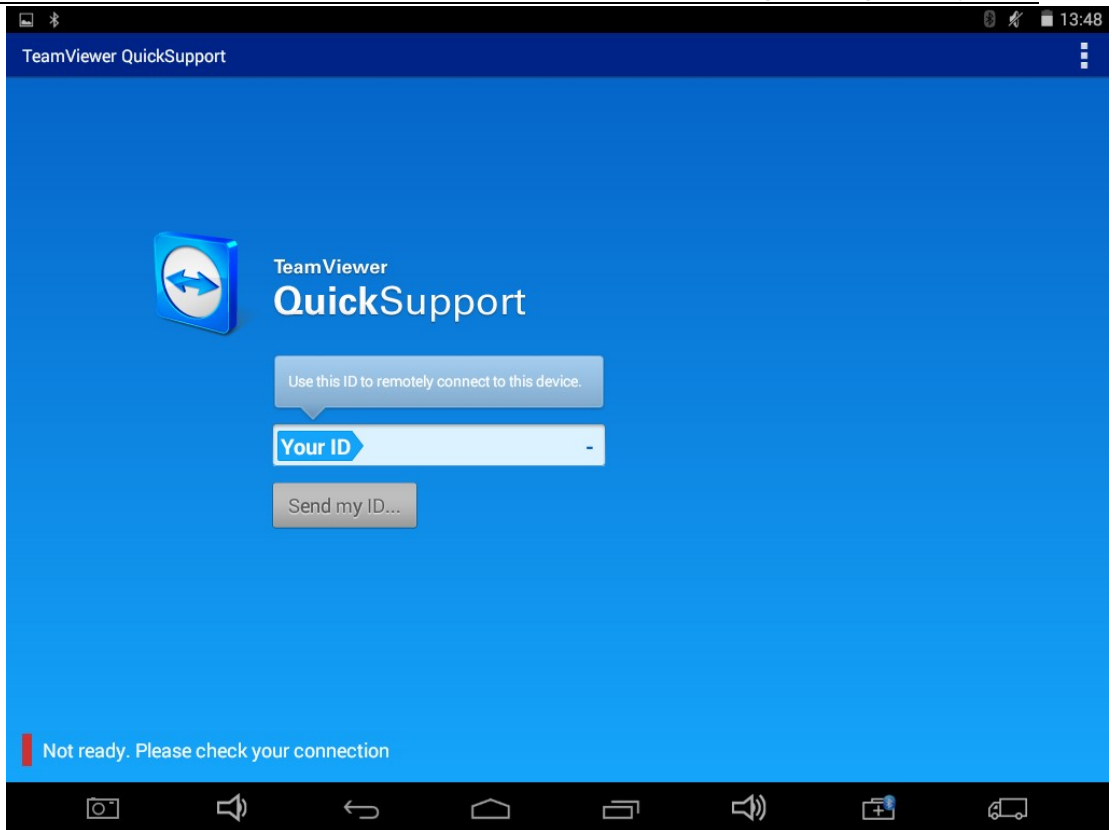 13:48
TeamViewer QuickSupport
TeamViewer
QuickSupport
Use this ID to remotely connect to this device.
Your ID -
Send my ID...
Not ready. Please check your connection